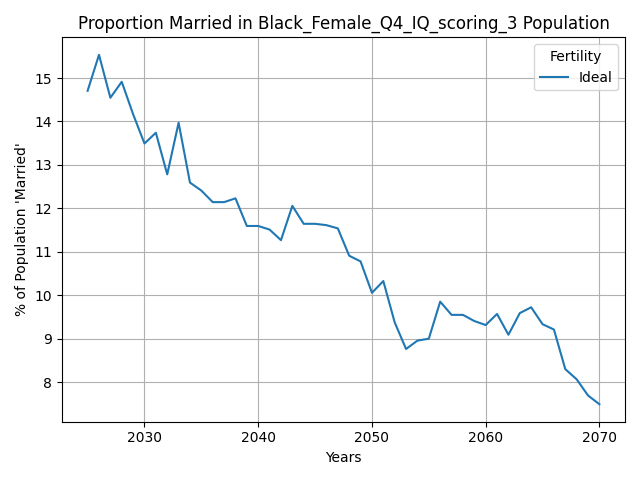 Proportion Married in Black_Female_Q4_IQ_scoring_3 Population
Fertility
Ideal
% of Population 'Married'
15
14
13
12
11
10
9
8
2030 2040 2050 2060 2070
Years